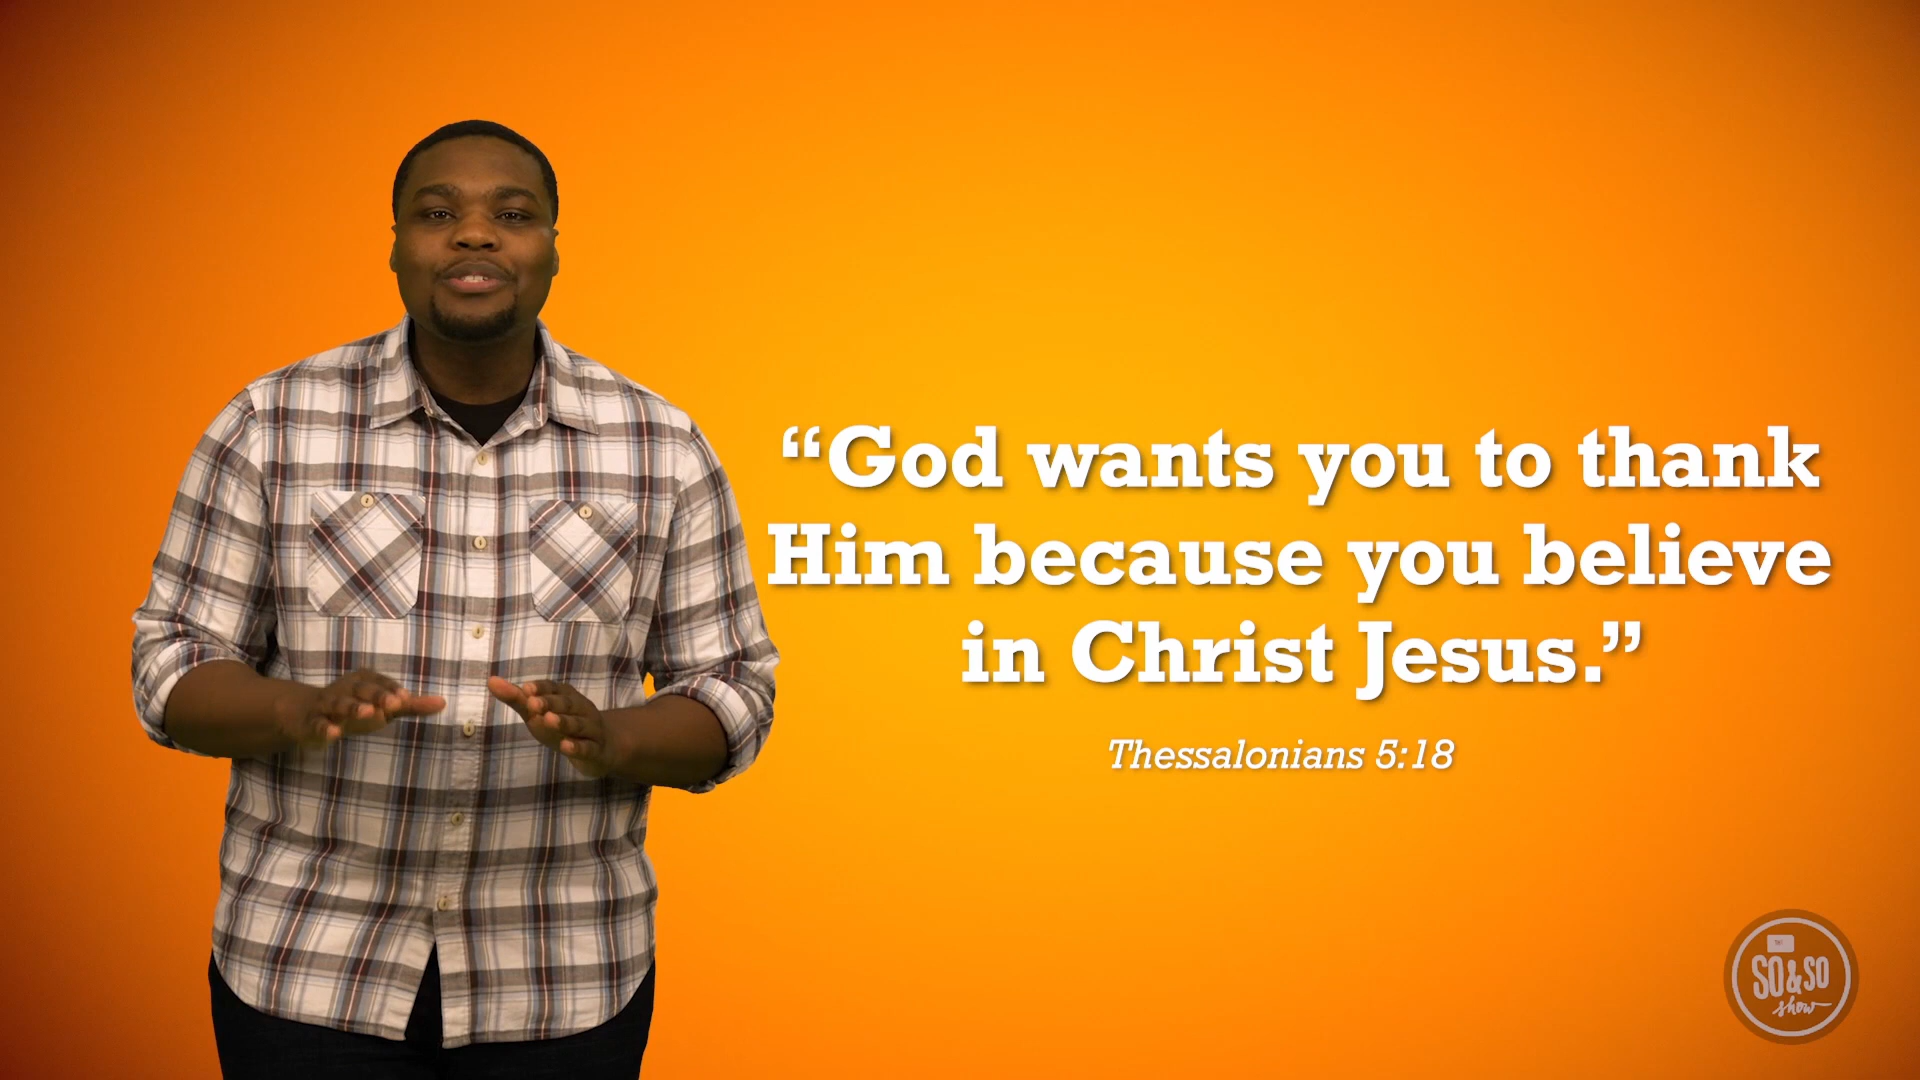 “God wants you to thank
Him because you believe
in Christ Jesus.”
Thessalonians 5:18
SO&SO
show